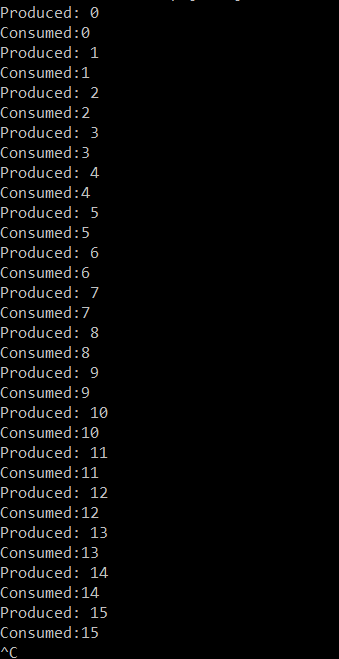 Produced: 0
Consumed:0
Produced: 1
Consumed:1
Produced: 2
Consumed:2
Produced: 3
Consumed:3
Produced: 4
Consumed:4
Produced: 5
Consumed:5
Produced: 6
Consumed:6
Produced: 7
Consumed:7
Produced: 8
Consumed:8
Produced: 9
Consumed:9
Produced: 10
Consumed:10
Produced: 11
Consumed:11
Produced: 12
Consumed:12
Produced: 13
Consumed:13
Produced: 14
Consumed:14
Produced: 15
Consumed:15
^C